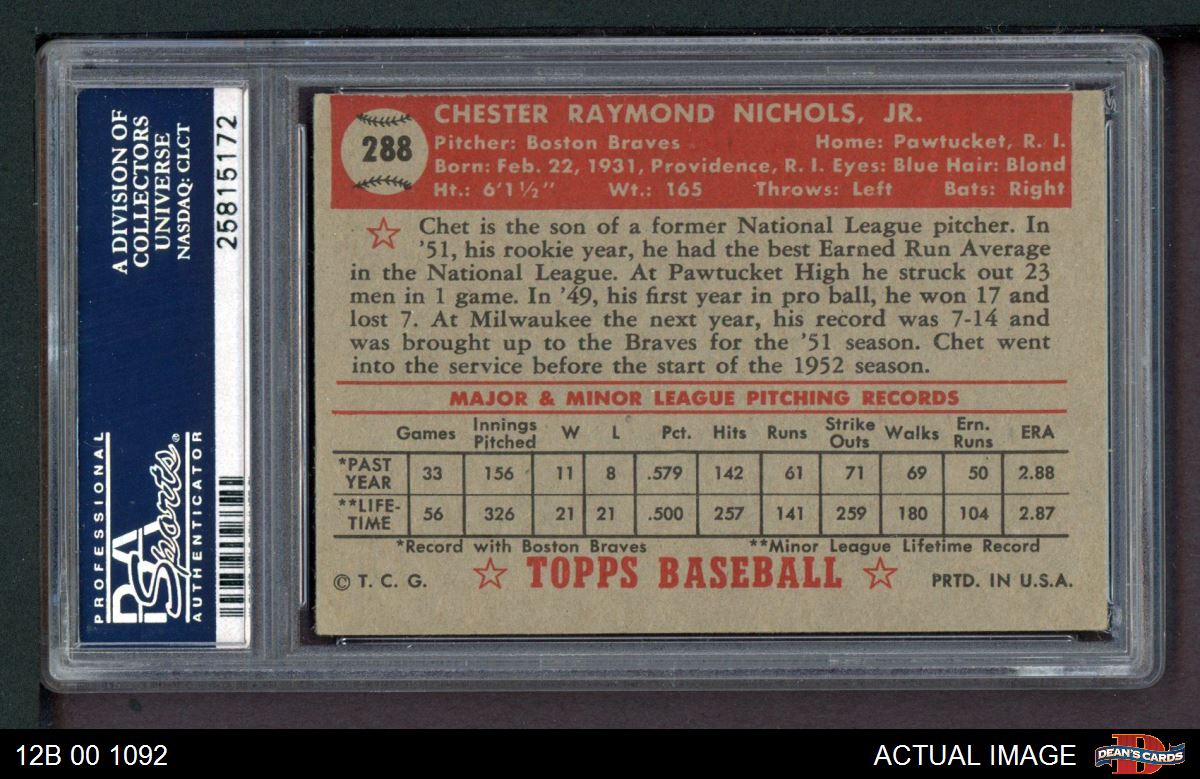 A DIVISION OF
COLLECTORS
UNIVERSE
NASDAQ: CLCT
25815172
PROFESSIONAL
PSA
Sports®
AUTHENTICATOR
288
CHESTER RAYMOND NICHOLS, JR.
Pitcher: Boston Braves Home: Pawtucket, R. I.
Born: Feb. 22, 1931, Providence, R. I. Eyes: Blue Hair: Blond
Ht.: 6'1½" Wt.: 165 Throws: Left Bats: Right
Chet is the son of a former National League pitcher. In
'51, his rookie year, he had the best Earned Run Average
in the National League. At Pawtucket High he struck out 23
men in 1 game. In '49, his first year in pro ball, he won 17 and
lost 7. At Milwaukee the next year, his record was 7-14 and
was brought up to the Braves for the '51 season. Chet went
into the service before the start of the 1952 season.
MAJOR & MINOR LEAGUE PITCHING RECORDS
Games Innings Pitched W L Pct. Hits Runs Strike Outs Walks Ern. Runs ERA
*PAST YEAR 33 156 11 8 .579 142 61 71 69 50 2.88
**LIFE-TIME 56 326 21 21 .500 257 141 259 180 104 2.87
*Record with Boston Braves **Minor League Lifetime Record
© T. C. G. TOPPS BASEBALL PRTD. IN U.S.A.
12B 00 1092 ACTUAL IMAGE
DEAN'S CARDS